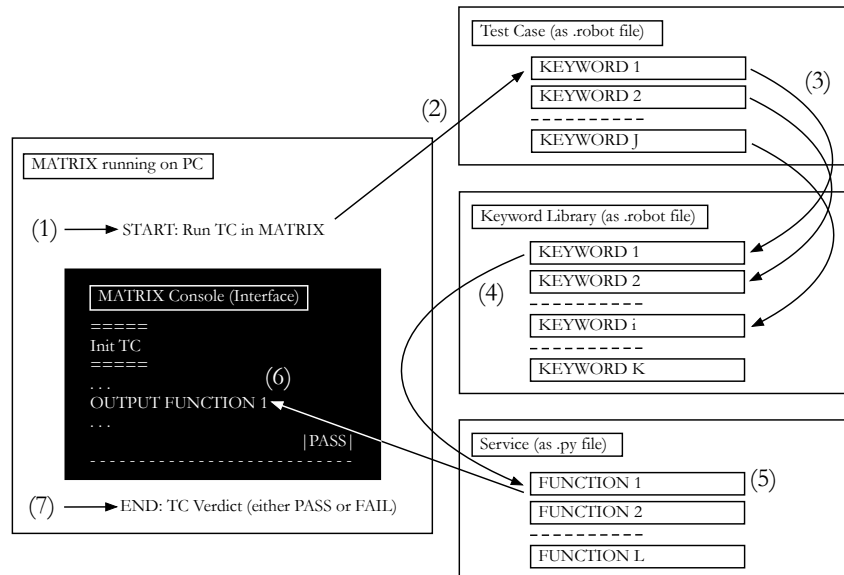 Test Case (as .robot file)
KEYWORD 1
KEYWORD 2
----------
KEYWORD J
(3)
(2)
MATRIX running on PC
(1)
START: Run TC in MATRIX
MATRIX Console (Interface)
=====
Init TC
=====
. . .
(6)
OUTPUT FUNCTION 1
. . .
|PASS|
- - - - - - - - - - - - - - - - - - - - - - - - - -
(7)
END: TC Verdict (either PASS or FAIL)
Keyword Library (as .robot file)
KEYWORD 1
(4)
KEYWORD 2
----------
KEYWORD i
----------
KEYWORD K
Service (as .py file)
FUNCTION 1
(5)
FUNCTION 2
----------
FUNCTION L